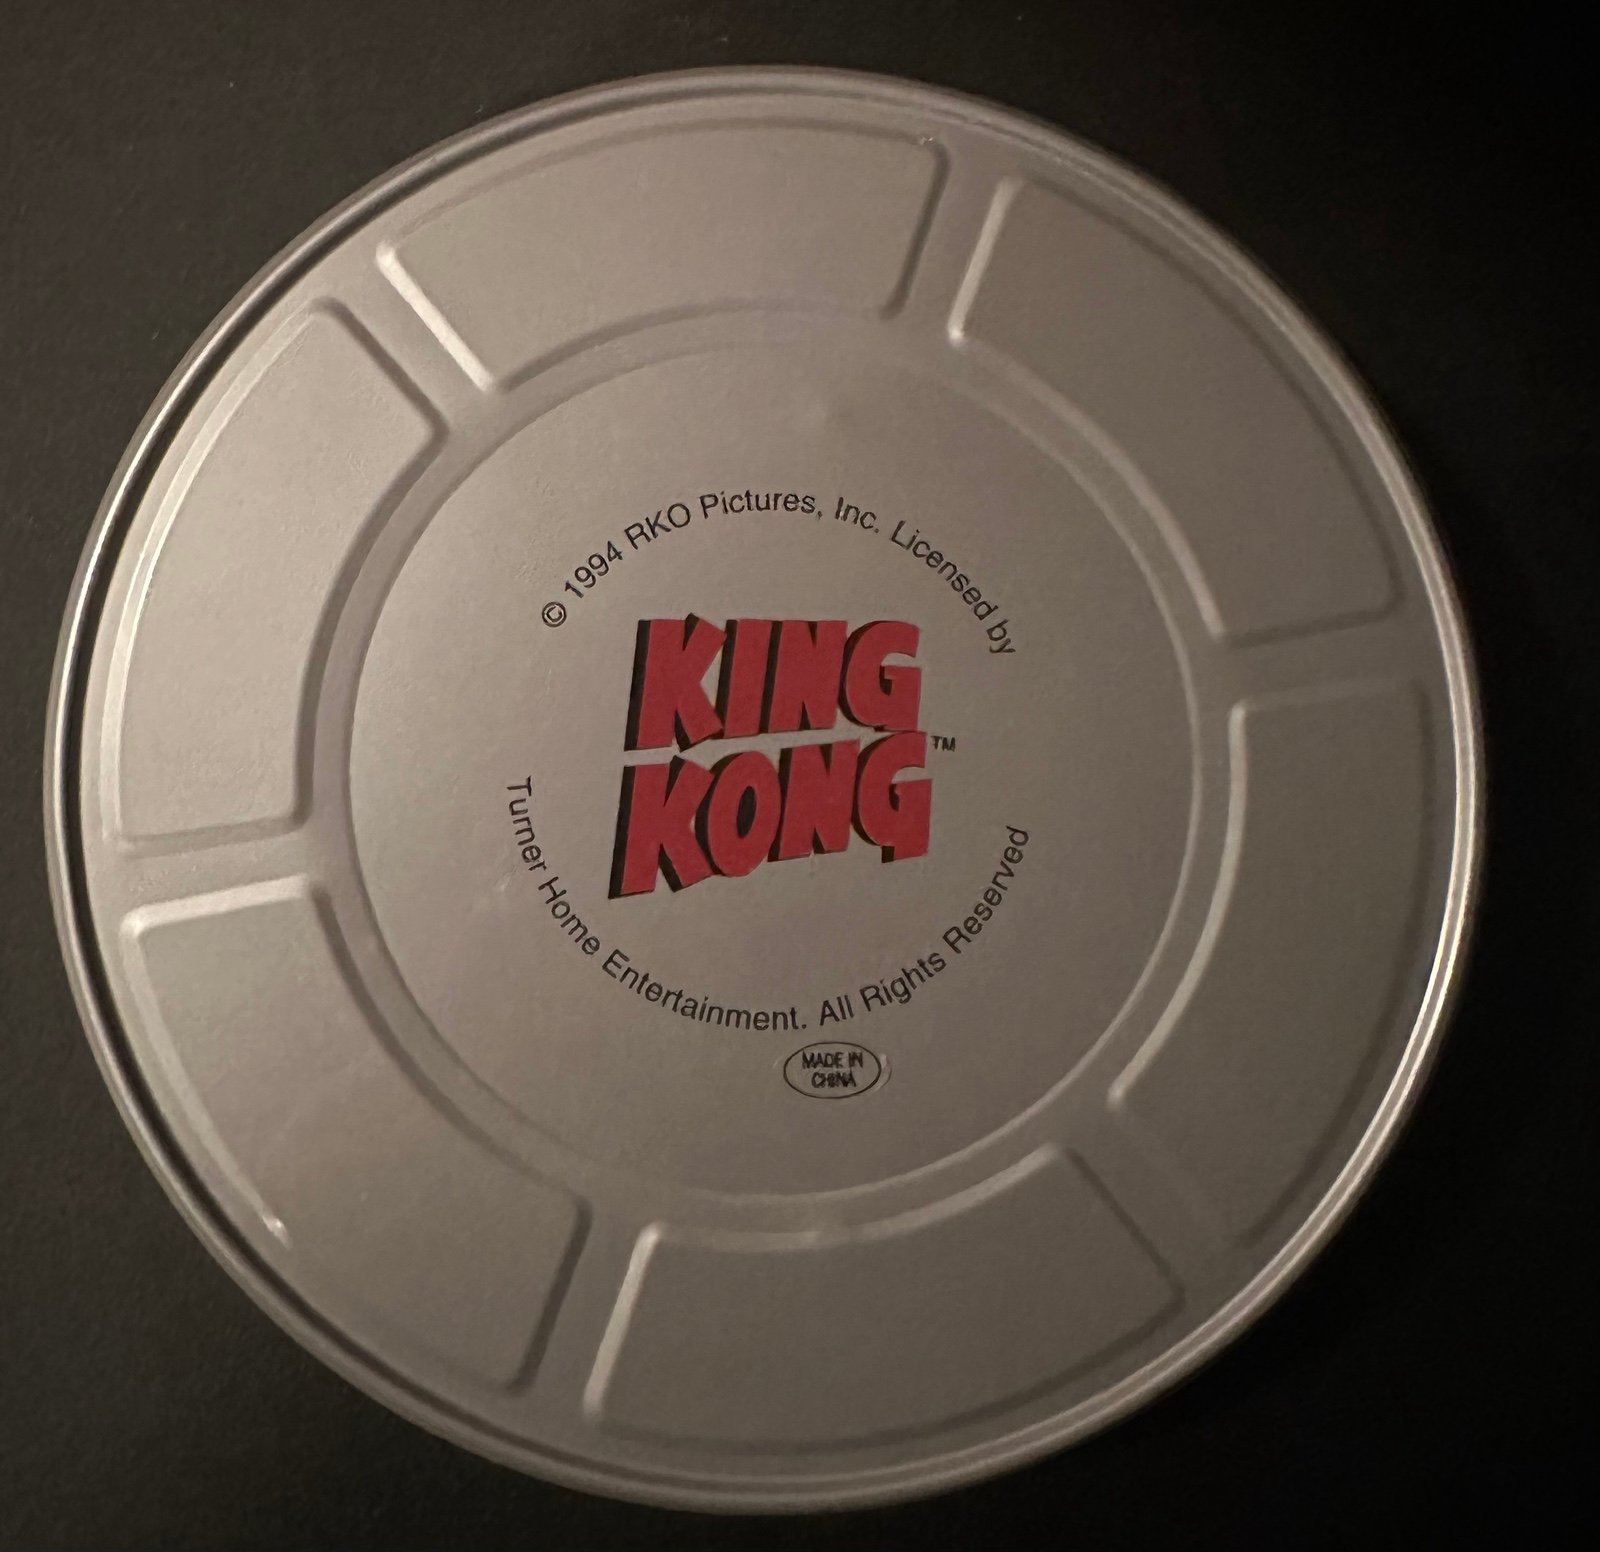 © 1994 RKO Pictures, Inc. Licensed by
KING
KONG™
Turner Home Entertainment. All Rights Reserved
MADE IN
CHINA